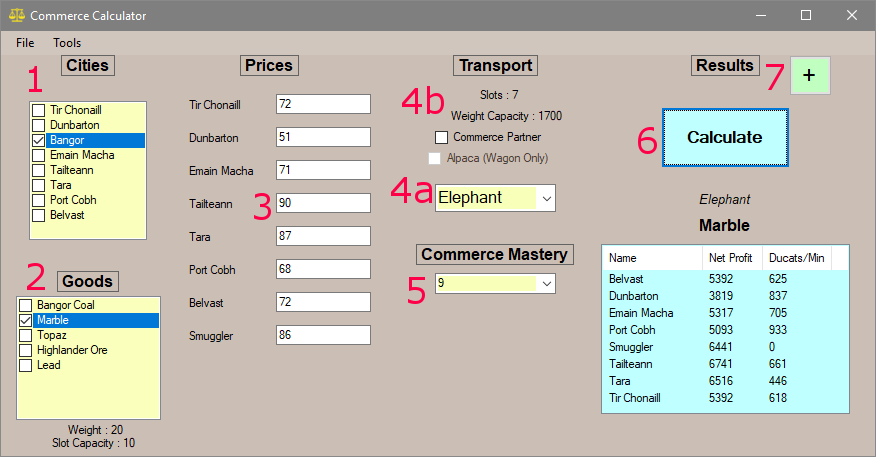 Commerce Calculator
File Tools
1 Cities
Tir Chonaill
Dunbarton
Bangor
Emain Macha
Tailteann
Tara
Port Cobh
Belvast
2 Goods
Bangor Coal
Marble
Topaz
Highlander Ore
Lead
Weight : 20
Slot Capacity : 10
Prices
Tir Chonaill 72
Dunbarton 51
Emain Macha 71
Tailteann 3 90
Tara 87
Port Cobh 68
Belvast 72
Smuggler 86
Transport
4b Slots : 7
Weight Capacity : 1700
Commerce Partner
Alpaca (Wagon Only)
4a Elephant
Commerce Mastery
5 9
Results 7 +
6 Calculate
Elephant
Marble
Name Net Profit Ducats/Min
Belvast 5392 625
Dunbarton 3819 837
Emain Macha 5317 705
Port Cobh 5093 933
Smuggler 6441 0
Tailteann 6741 661
Tara 6516 446
Tir Chonaill 5392 618